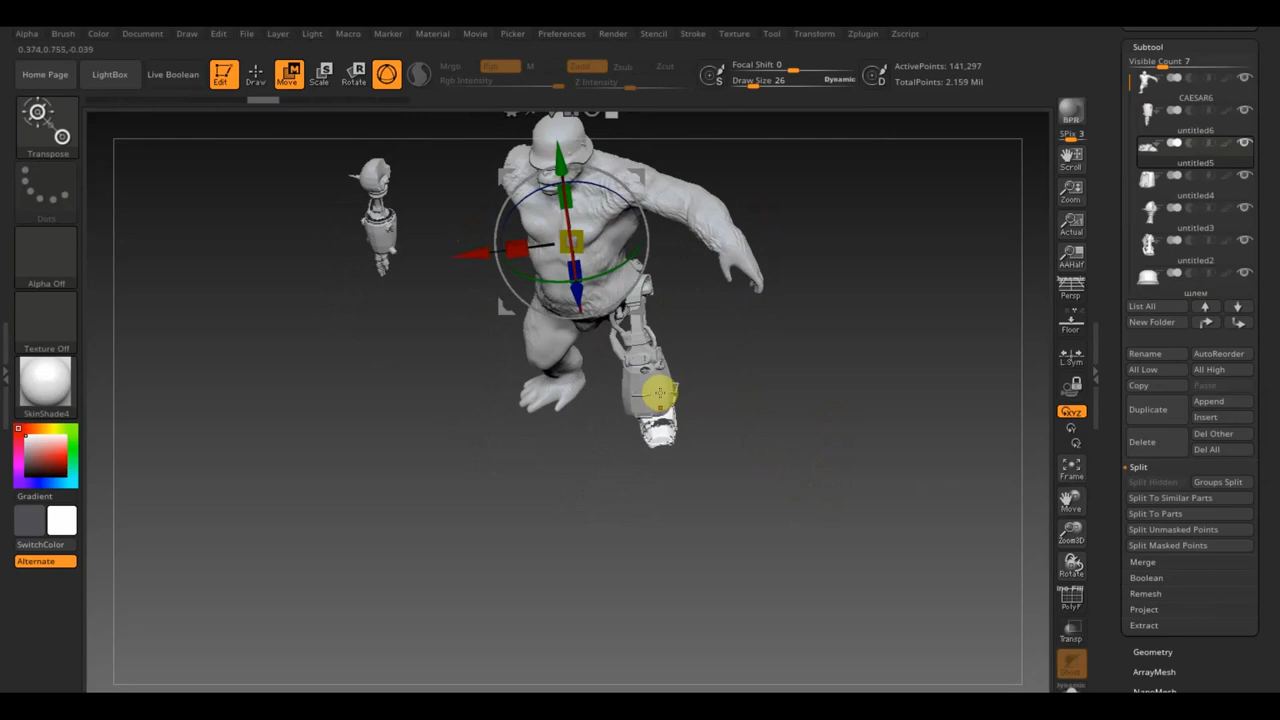 Alpha Brush Color Document Draw Edit File Layer Light Macro Marker Material Movie Picker Preferences Render Stencil Stroke Texture Tool Transform Zplugin Zscript
0.374,0.755,-0.039
Home Page LightBox Live Boolean Edit Draw Move Scale Rotate
Mrgb Rgb M Zadd Zsub Zcut
Rgb Intensity Z Intensity
Focal Shift 0
Draw Size 26 Dynamic
S
D
ActivePoints: 141,297
TotalPoints: 2.159 Mil
Transpose
Dots
Alpha Off
Texture Off
SkinShade4
Gradient
SwitchColor
Alternate
BPR
SPix 3
Scroll
Zoom
Actual
AAHalf
Dynamic
Persp
Floor
L.Sym
XYZ
Frame
Move
Zoom3D
Rotate
PolyF
Transp
Dynamic
Subtool
Visible Count 7
CAESAR6
untitled6
untitled5
untitled4
untitled3
untitled2
шлем
List All
New Folder
Rename AutoReorder
All Low All High
Copy Paste
Duplicate Append
Insert
Delete Del Other
Del All
Split
Split Hidden Groups Split
Split To Similar Parts
Split To Parts
Split Unmasked Points
Split Masked Points
Merge
Boolean
Remesh
Project
Extract
Geometry
ArrayMesh
NanoMesh